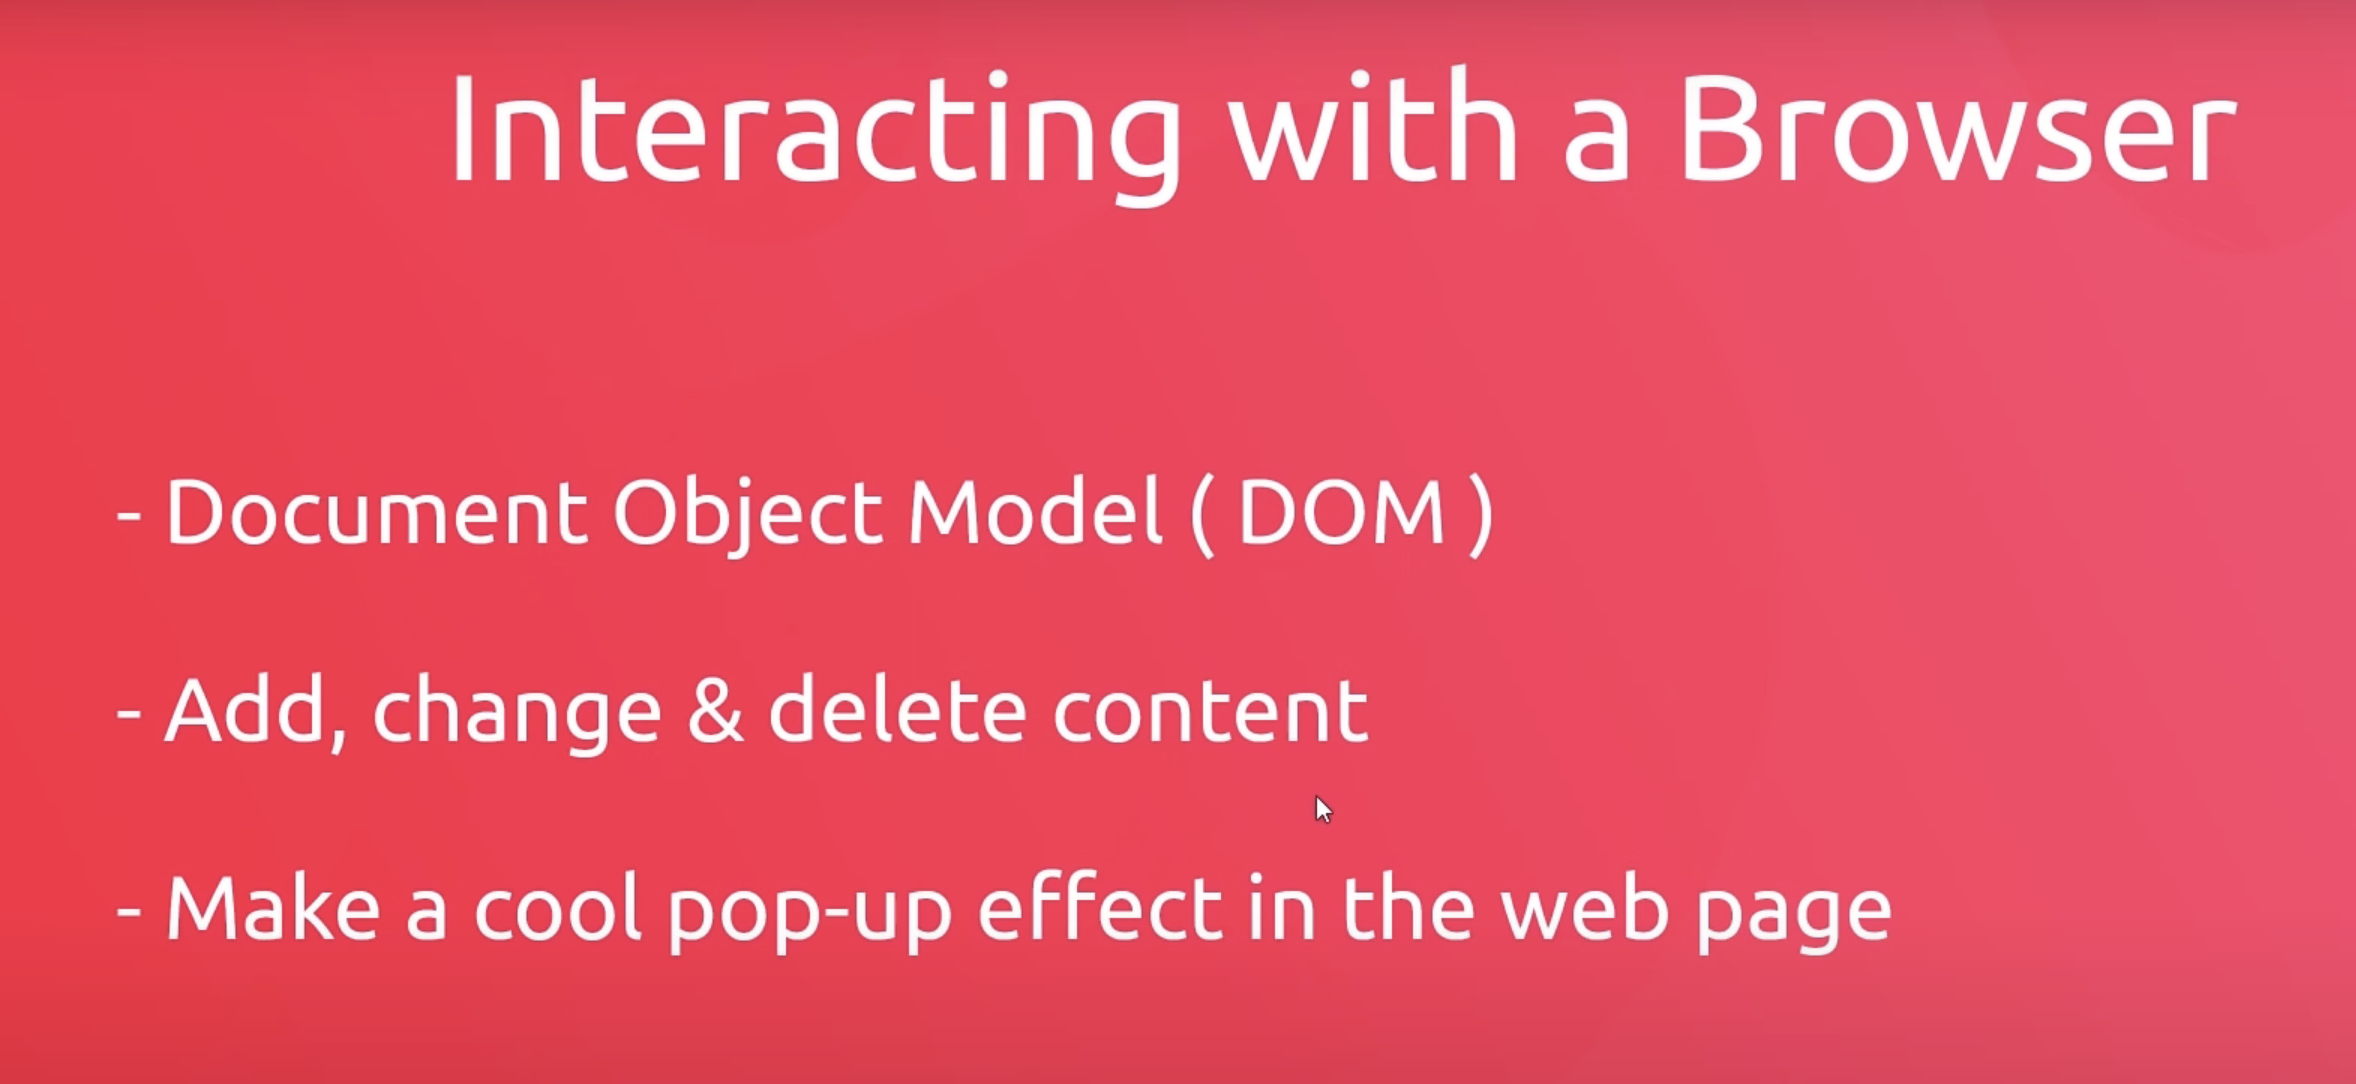 Interacting with a Browser
- Document Object Model ( DOM )
- Add, change & delete content
- Make a cool pop-up effect in the web page